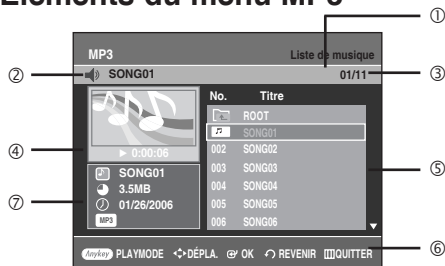 Éléments du menu MP3
①
MP3 Liste de musique
② SONG01 01/11 ③
No. Titre
ROOT
SONG01
④ 0:00:06
002 SONG02
003 SONG03 ⑤
SONG01
004 SONG04
3.5MB
⑦ 01/26/2006
005 SONG05
MP3
006 SONG06
Anykey PLAYMODE DÉPLA. OK REVENIR QUITTER ⑥